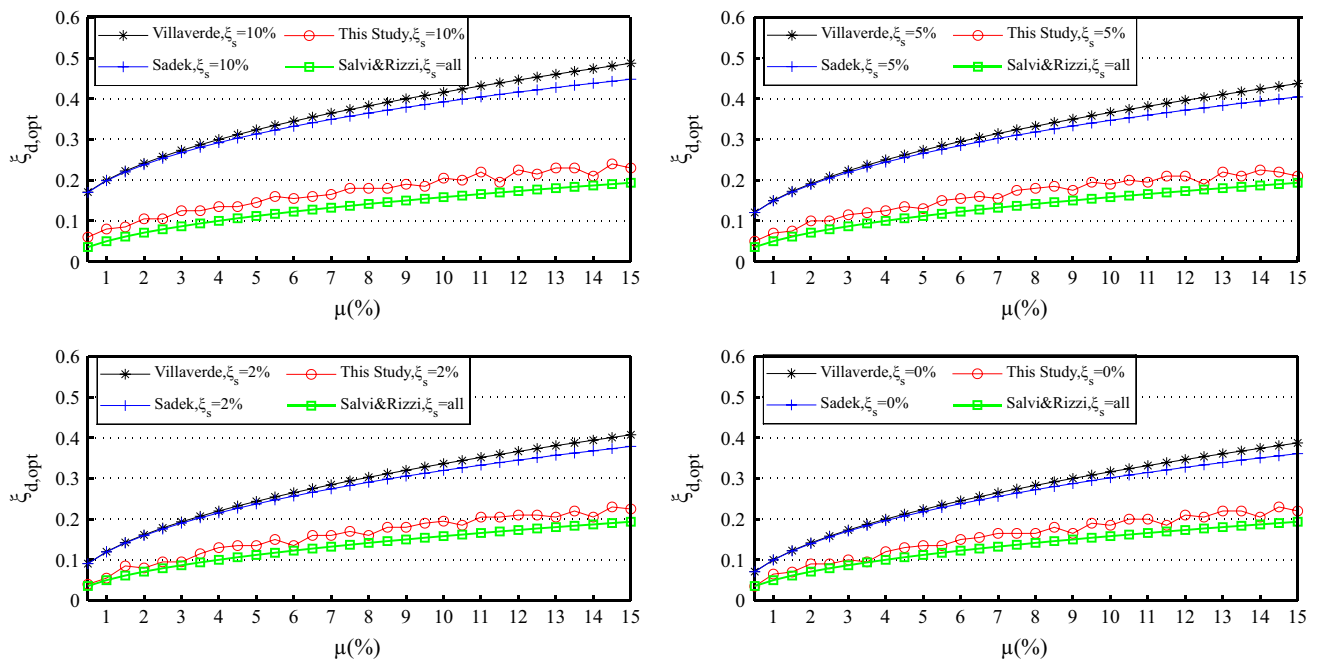 0.6
0.5
0.4
0.3
0.2
0.1
0
ξd,opt
Villaverde,ξs=10%
This Study,ξs=10%
Sadek,ξs=10%
Salvi&Rizzi,ξs=all
1 2 3 4 5 6 7 8 9 10 11 12 13 14 15
µ(%)
0.6
0.5
0.4
0.3
0.2
0.1
0
ξd,opt
Villaverde,ξs=5%
This Study,ξs=5%
Sadek,ξs=5%
Salvi&Rizzi,ξs=all
1 2 3 4 5 6 7 8 9 10 11 12 13 14 15
µ(%)
0.6
0.5
0.4
0.3
0.2
0.1
0
ξd,opt
Villaverde,ξs=2%
This Study,ξs=2%
Sadek,ξs=2%
Salvi&Rizzi,ξs=all
1 2 3 4 5 6 7 8 9 10 11 12 13 14 15
µ(%)
0.6
0.5
0.4
0.3
0.2
0.1
0
ξd,opt
Villaverde,ξs=0%
This Study,ξs=0%
Sadek,ξs=0%
Salvi&Rizzi,ξs=all
1 2 3 4 5 6 7 8 9 10 11 12 13 14 15
µ(%)